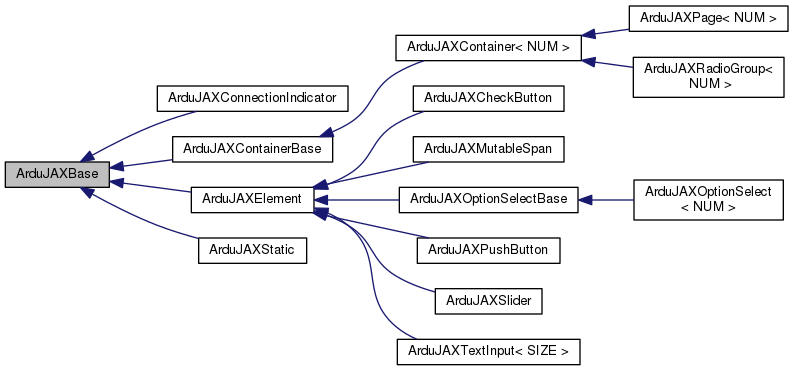 ArduJAXBase
ArduJAXConnectionIndicator
ArduJAXContainerBase
ArduJAXElement
ArduJAXStatic
ArduJAXContainer< NUM >
ArduJAXCheckButton
ArduJAXMutableSpan
ArduJAXOptionSelectBase
ArduJAXPushButton
ArduJAXSlider
ArduJAXTextInput< SIZE >
ArduJAXPage< NUM >
ArduJAXRadioGroup<
NUM >
ArduJAXOptionSelect
< NUM >